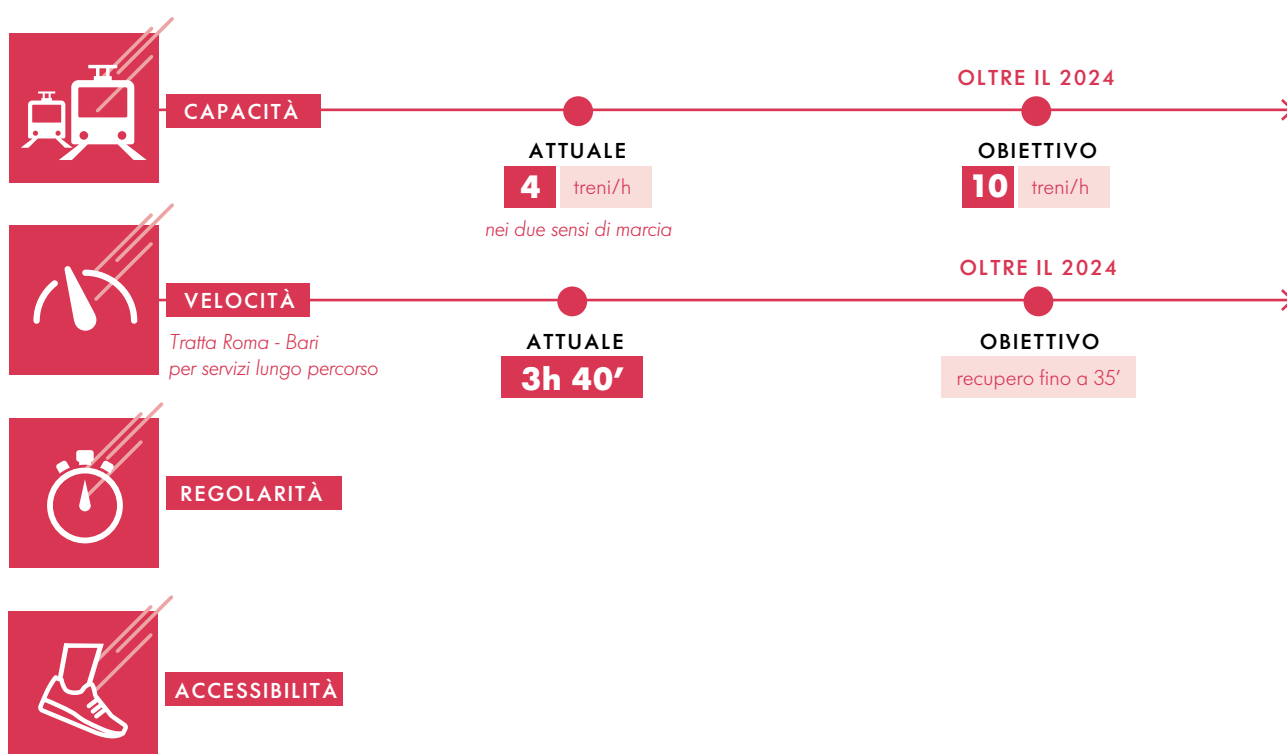 OLTRE IL 2024
CAPACITÀ
ATTUALE
OBIETTIVO
4 treni/h
10 treni/h
nei due sensi di marcia
OLTRE IL 2024
VELOCITÀ
Tratta Roma - Bari
per servizi lungo percorso
ATTUALE
OBIETTIVO
3h 40’
recupero fino a 35’
REGOLARITÀ
ACCESSIBILITÀ